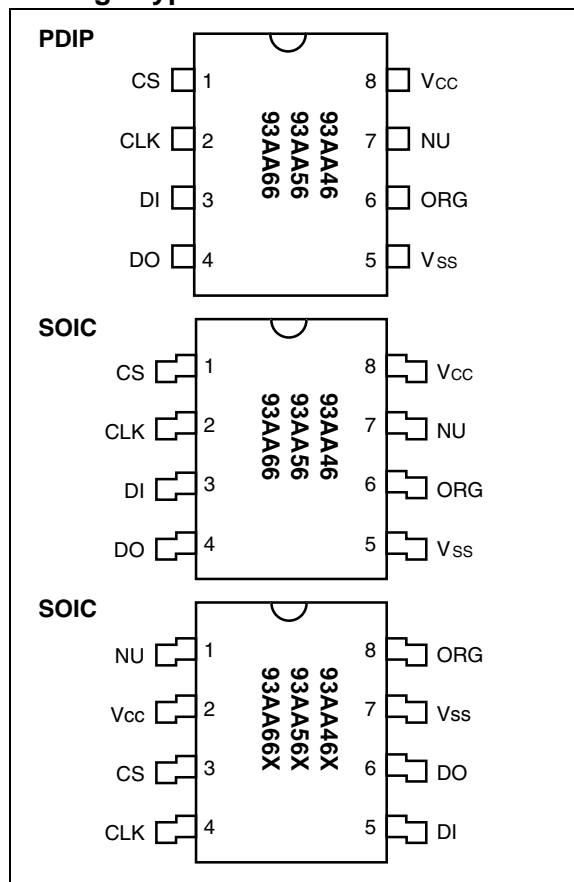 PDIP
CS 1 8 VCC
CLK 2 7 NU
DI 3 6 ORG
DO 4 5 VSS
93AA46
93AA56
93AA66
SOIC
CS 1 8 VCC
CLK 2 7 NU
DI 3 6 ORG
DO 4 5 VSS
93AA46
93AA56
93AA66
SOIC
NU 1 8 ORG
Vcc 2 7 Vss
CS 3 6 DO
CLK 4 5 DI
93AA46X
93AA56X
93AA66X